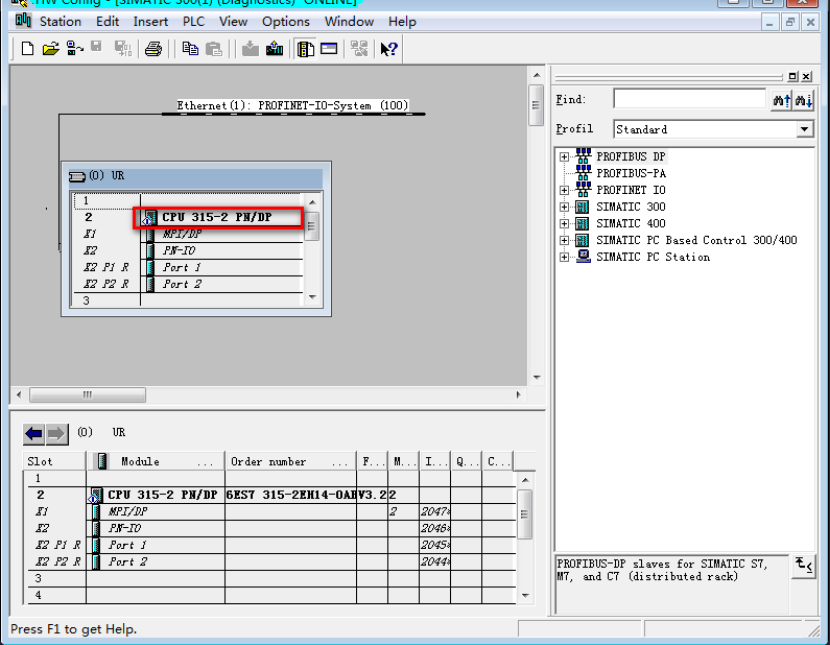 HW Config - [SIMATIC 300(1) (Diagnostics) ONLINE]
Station Edit Insert PLC View Options Window Help
Ethernet(1): PROFINET-IO-System (100)
(0) UR
1
2 CPU 315-2 PN/DP
X1 MPI/DP
X2 PN-IO
X2 P1 R Port 1
X2 P2 R Port 2
3
Find:
Profil Standard
PROFIBUS DP
PROFIBUS-PA
PROFINET IO
SIMATIC 300
SIMATIC 400
SIMATIC PC Based Control 300/400
SIMATIC PC Station
(0) UR
Slot Module ... Order number ... F... M... I... Q... C...
1
2 CPU 315-2 PN/DP 6ES7 315-2EH14-0AB V3.2 2
X1 MPI/DP 2 2047*
X2 PN-IO 2046*
X2 P1 R Port 1 2045*
X2 P2 R Port 2 2044*
3
4
PROFIBUS-DP slaves for SIMATIC S7,
M7, and C7 (distributed rack)
Press F1 to get Help.